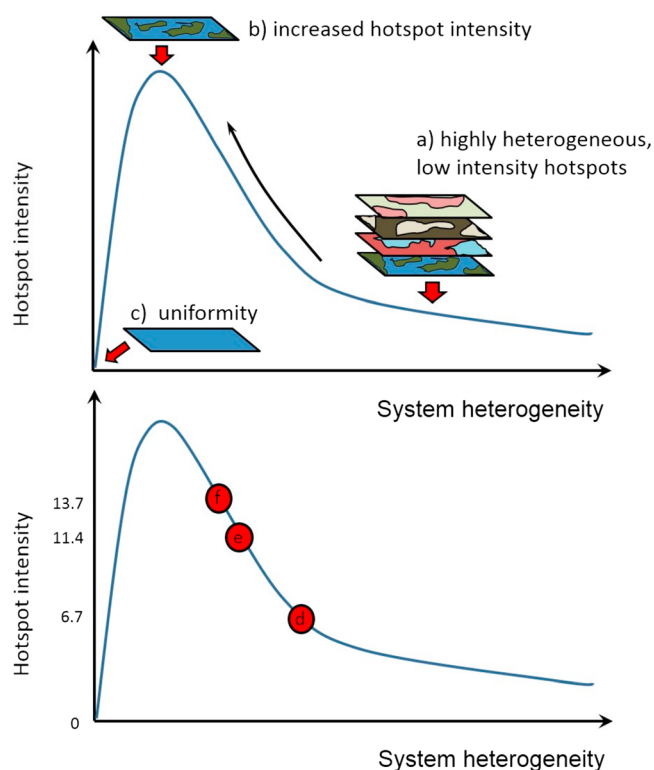 b) increased hotspot intensity
a) highly heterogeneous,
low intensity hotspots
Hotspot intensity
c) uniformity
System heterogeneity
13.7
11.4
6.7
0
Hotspot intensity
f
e
d
System heterogeneity